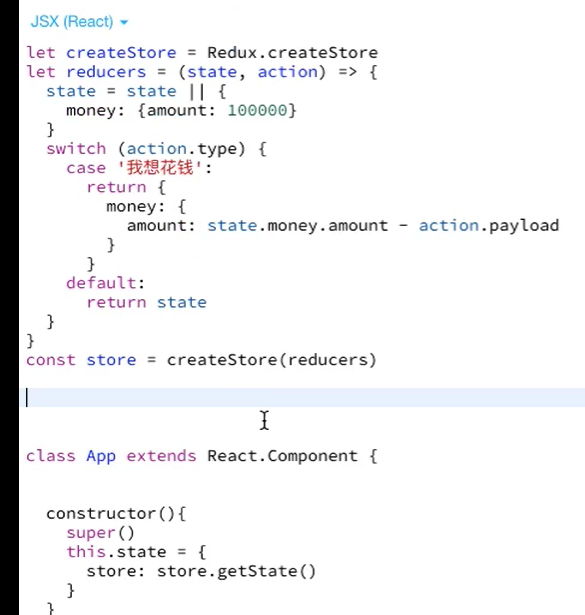 JSX (React)
let createStore = Redux.createStore
let reducers = (state, action) => {
  state = state || {
    money: {amount: 100000}
  }
  switch (action.type) {
    case '我想花钱':
      return {
        money: {
          amount: state.money.amount - action.payload
        }
      }
    default:
      return state
  }
}
const store = createStore(reducers)
class App extends React.Component {
  constructor(){
    super()
    this.state = {
      store: store.getState()
    }
  }